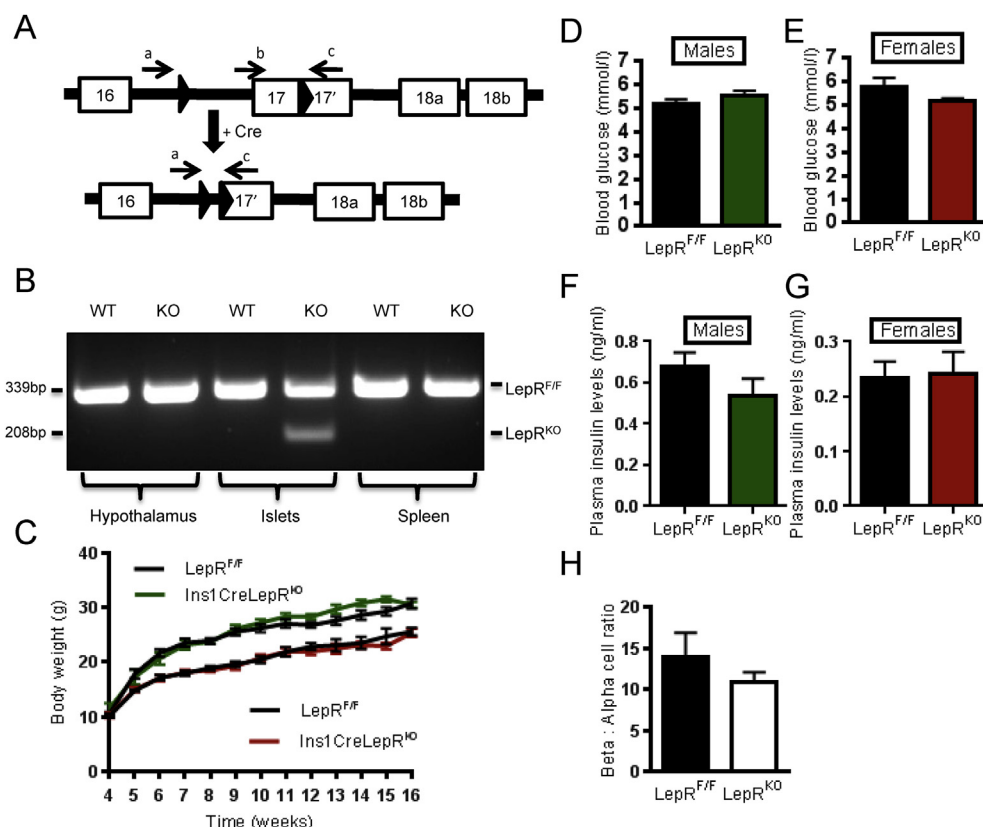 A
a
b
c
16
17
17′
18a
18b
+ Cre
a
c
16
17′
18a
18b
B
WT KO WT KO WT KO
339bp
LepR^F/F
208bp
LepR^KO
Hypothalamus Islets Spleen
C
Body weight (g)
40
30
20
10
0
LepR^F/F
Ins1CreLepR^KO
LepR^F/F
Ins1CreLepR^KO
4 5 6 7 8 9 10 11 12 13 14 15 16
Time (weeks)
D
Males
Blood glucose (mmol/l)
7
6
5
4
3
2
1
0
LepR^F/F LepR^KO
E
Females
Blood glucose (mmol/l)
7
6
5
4
3
2
1
0
LepR^F/F LepR^KO
F
Males
Plasma insulin levels (ng/ml)
0.8
0.6
0.4
0.2
0.0
LepR^F/F LepR^KO
G
Females
Plasma insulin levels (ng/ml)
0.3
0.2
0.1
0.0
LepR^F/F LepR^KO
H
Beta : Alpha cell ratio
20
15
10
5
0
LepR^F/F LepR^KO